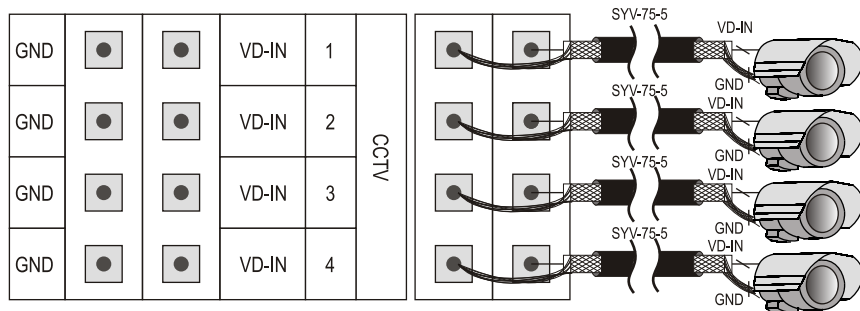 GND VD-IN 1
GND VD-IN 2
GND VD-IN 3
GND VD-IN 4
CCTV
SYV-75-5 VD-IN
GND
SYV-75-5 VD-IN
GND
SYV-75-5 VD-IN
GND
SYV-75-5 VD-IN
GND